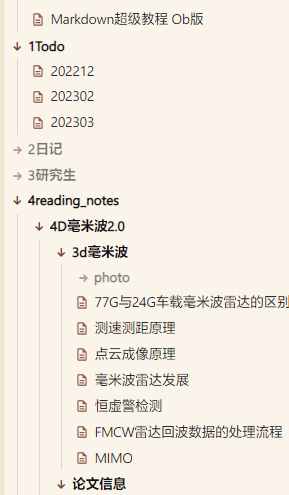 Markdown超级教程 Ob版
1Todo
202212
202302
202303
2日记
3研究生
4reading_notes
4D毫米波2.0
3d毫米波
photo
77G与24G车载毫米波雷达的区别
测速测距原理
点云成像原理
毫米波雷达发展
恒虚警检测
FMCW雷达回波数据的处理流程
MIMO
论文信息